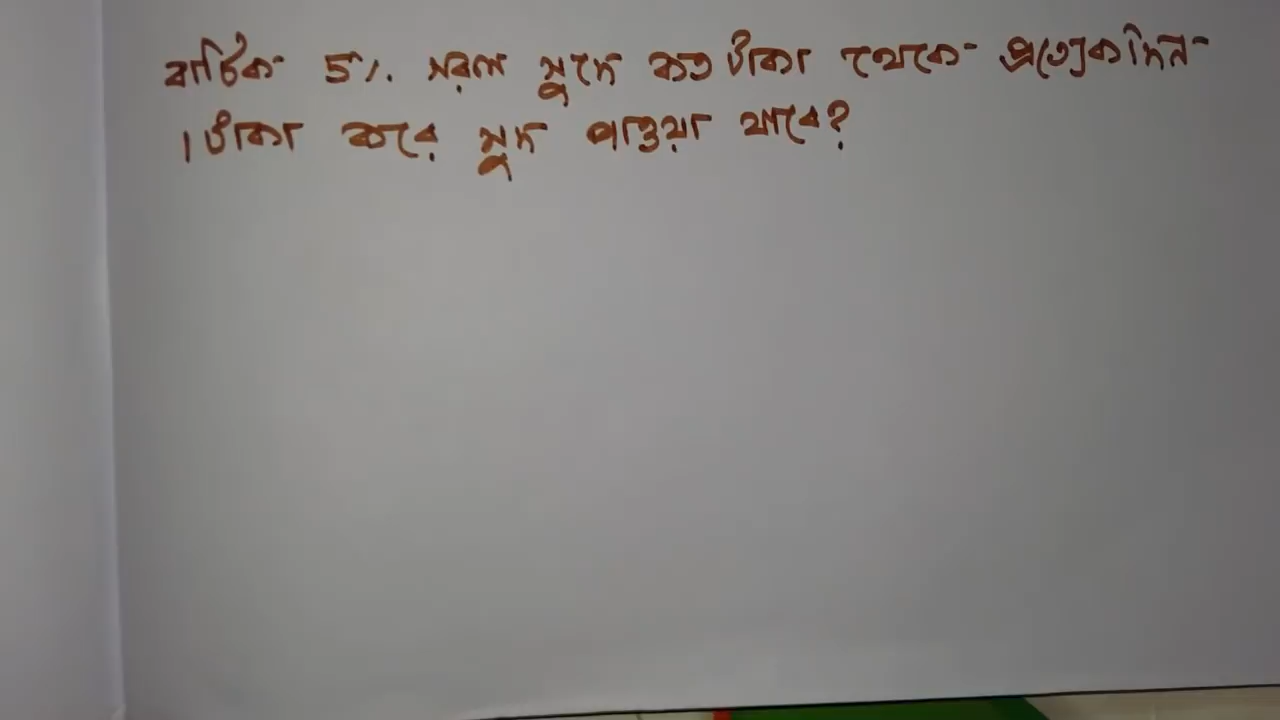 বার্ষিক 5%. সরল সুদে কত টাকা থেকে প্রত্যেকদিন
1 টাকা করে সুদ পাওয়া যাবে?